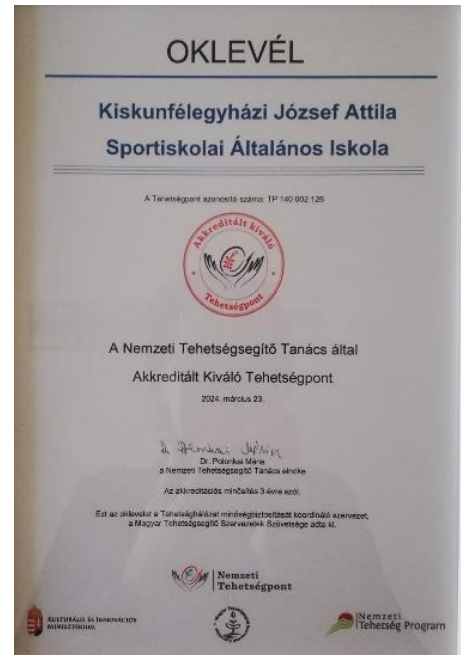 OKLEVÉL
Kiskunfélegyházi József Attila
Sportiskolai Általános Iskola
A Tehetségpont azonosító száma: TP 140 002 126
Akkreditált kiváló
Tehetségpont
A Nemzeti Tehetségsegítő Tanács által
Akkreditált Kiváló Tehetségpont
2024. március 23.
Dr. Polonkai Mária
a Nemzeti Tehetségsegítő Tanács elnöke
Az akkreditációs minősítés 3 évre szól.
Ezt az oklevelet a Tehetséghálózat minőségbiztosítását koordináló szervezet,
a Magyar Tehetségsegítő Szervezetek Szövetsége adta ki.
Nemzeti
Tehetségpont
KULTURÁLIS ÉS INNOVÁCIÓS
MINISZTÉRIUM
Nemzeti
Tehetség Program